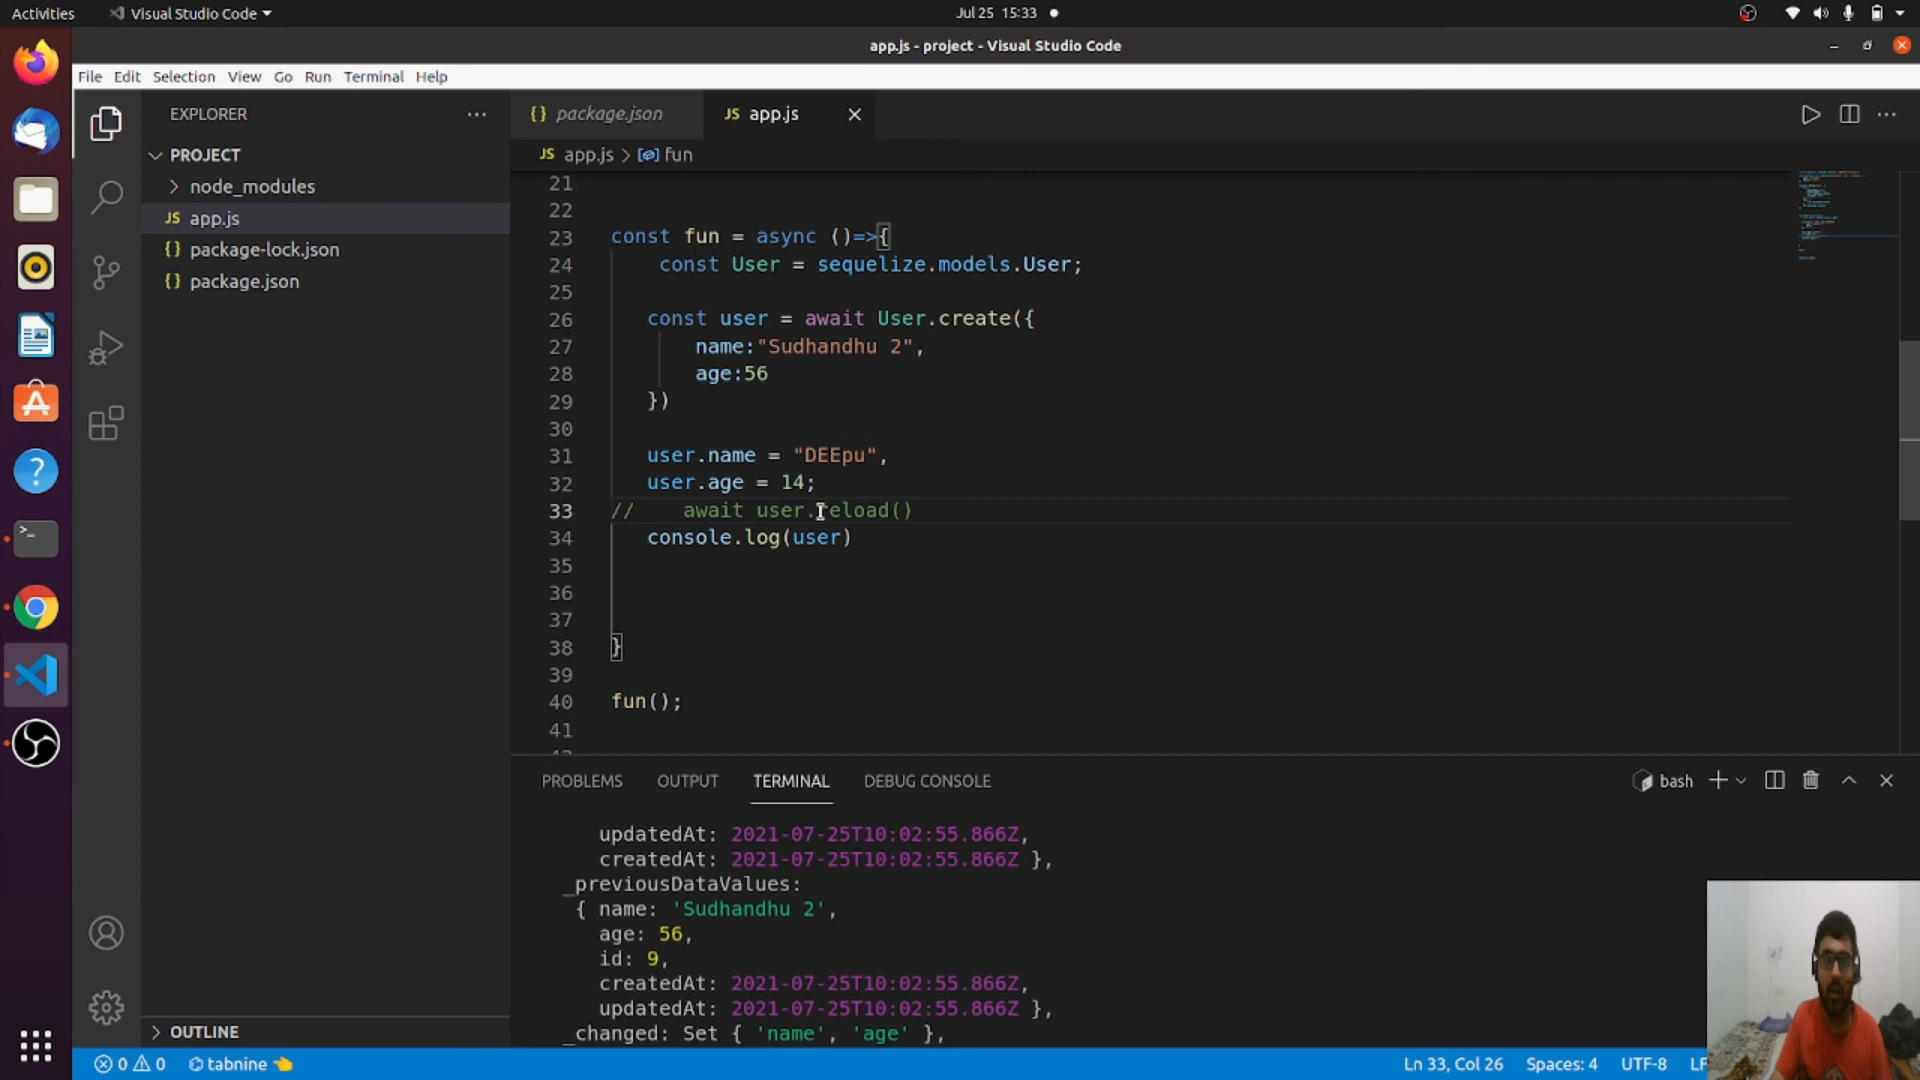 Activities Visual Studio Code Jul 25 15:33
app.js - project - Visual Studio Code
File Edit Selection View Go Run Terminal Help
EXPLORER
PROJECT
node_modules
JS app.js
{} package-lock.json
{} package.json
OUTLINE
{} package.json JS app.js
JS app.js > fun
21
22
23 const fun = async ()=>{
24 const User = sequelize.models.User;
25
26 const user = await User.create({
27 name:"Sudhandhu 2",
28 age:56
29 })
30
31 user.name = "DEEpu",
32 user.age = 14;
33 // await user.reload()
34 console.log(user)
35
36
37
38 }
39
40 fun();
41
PROBLEMS OUTPUT TERMINAL DEBUG CONSOLE bash
updatedAt: 2021-07-25T10:02:55.866Z,
createdAt: 2021-07-25T10:02:55.866Z },
_previousDataValues:
{ name: 'Sudhandhu 2',
age: 56,
id: 9,
createdAt: 2021-07-25T10:02:55.866Z,
updatedAt: 2021-07-25T10:02:55.866Z },
_changed: Set { 'name', 'age' },
0 0 tabnine Ln 33, Col 26 Spaces: 4 UTF-8 LF